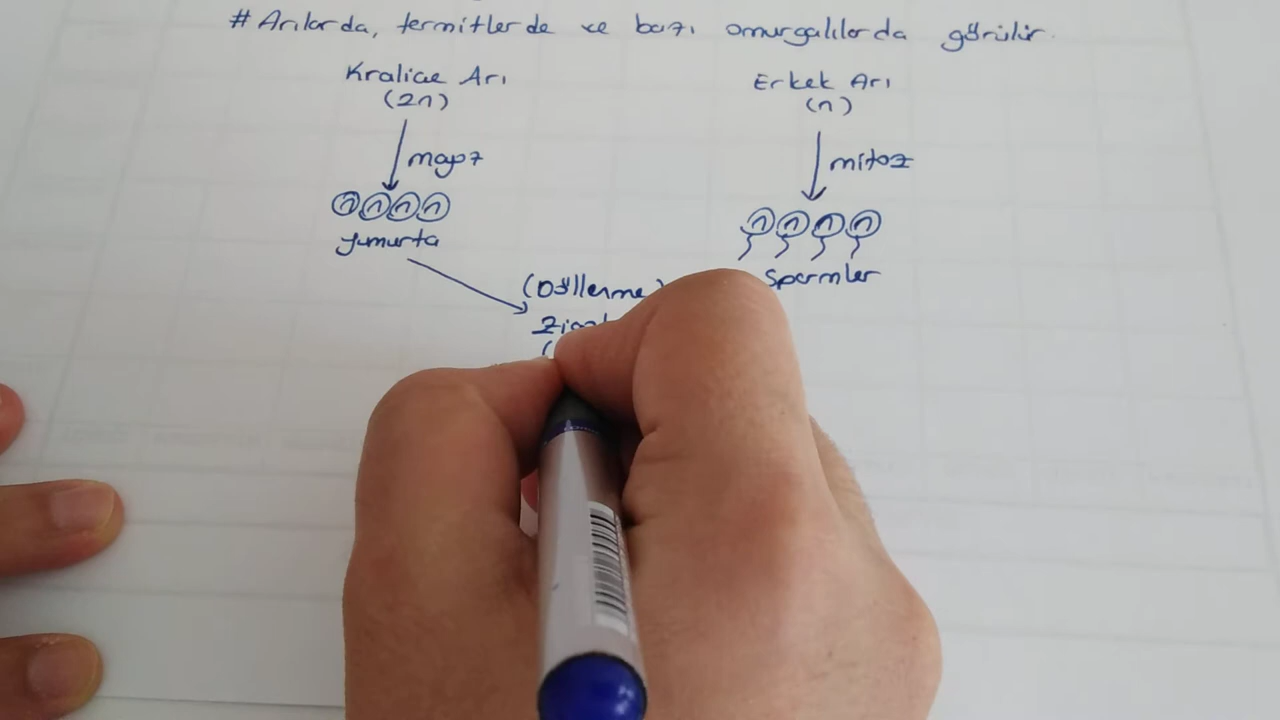 # Arılarda, termitlerde ve bazı omurgalılarda görülür.
Kraliçe Arı
(2n)
mayoz
n n n n
yumurta
Erkek Arı
(n)
mitoz
n n n n
Spermler
(Döllenme)